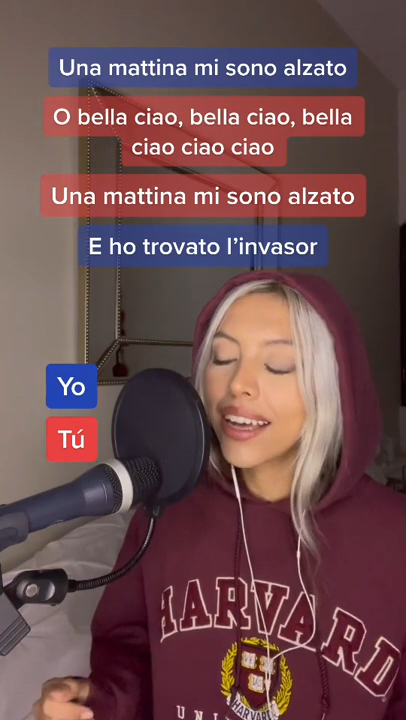 Una mattina mi sono alzato
O bella ciao, bella ciao, bella
ciao ciao ciao
Una mattina mi sono alzato
E ho trovato l’invasor
Yo
Tú
HARVARD
HARVARD